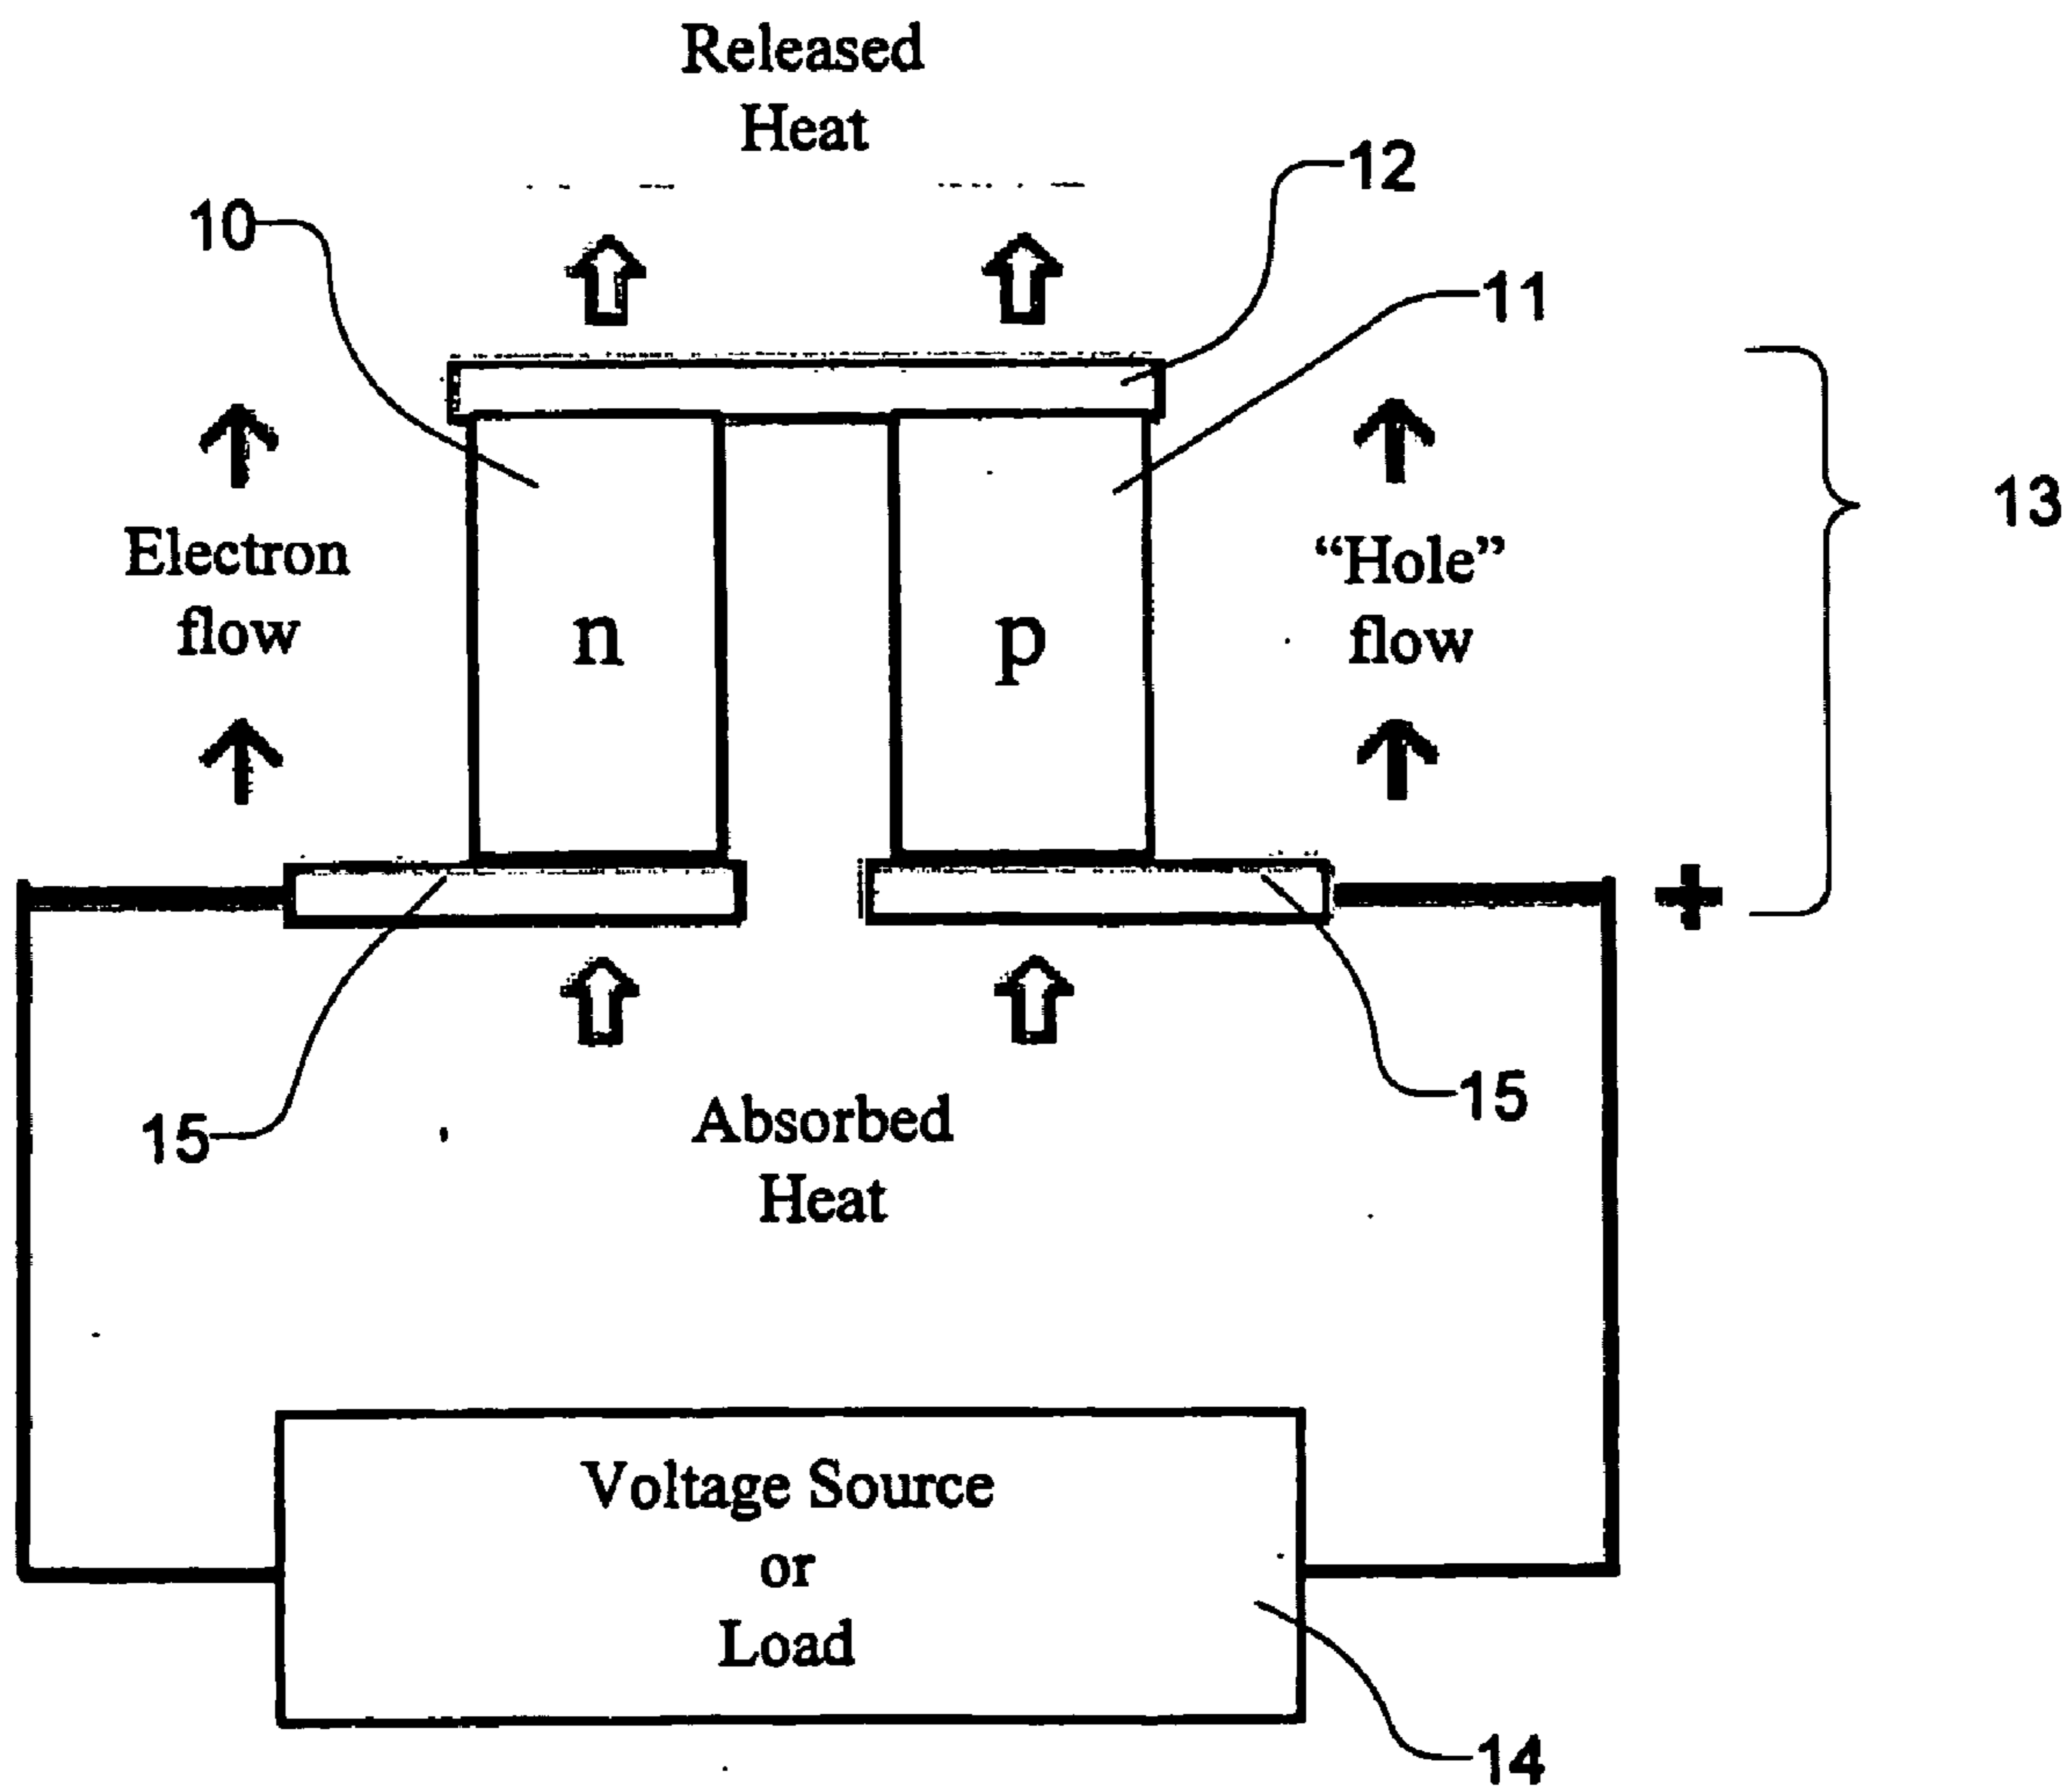 Released
Heat
12
10
11
13
Electron
flow
n
p
“Hole”
flow
+
15
15
Absorbed
Heat
Voltage Source
or
Load
14